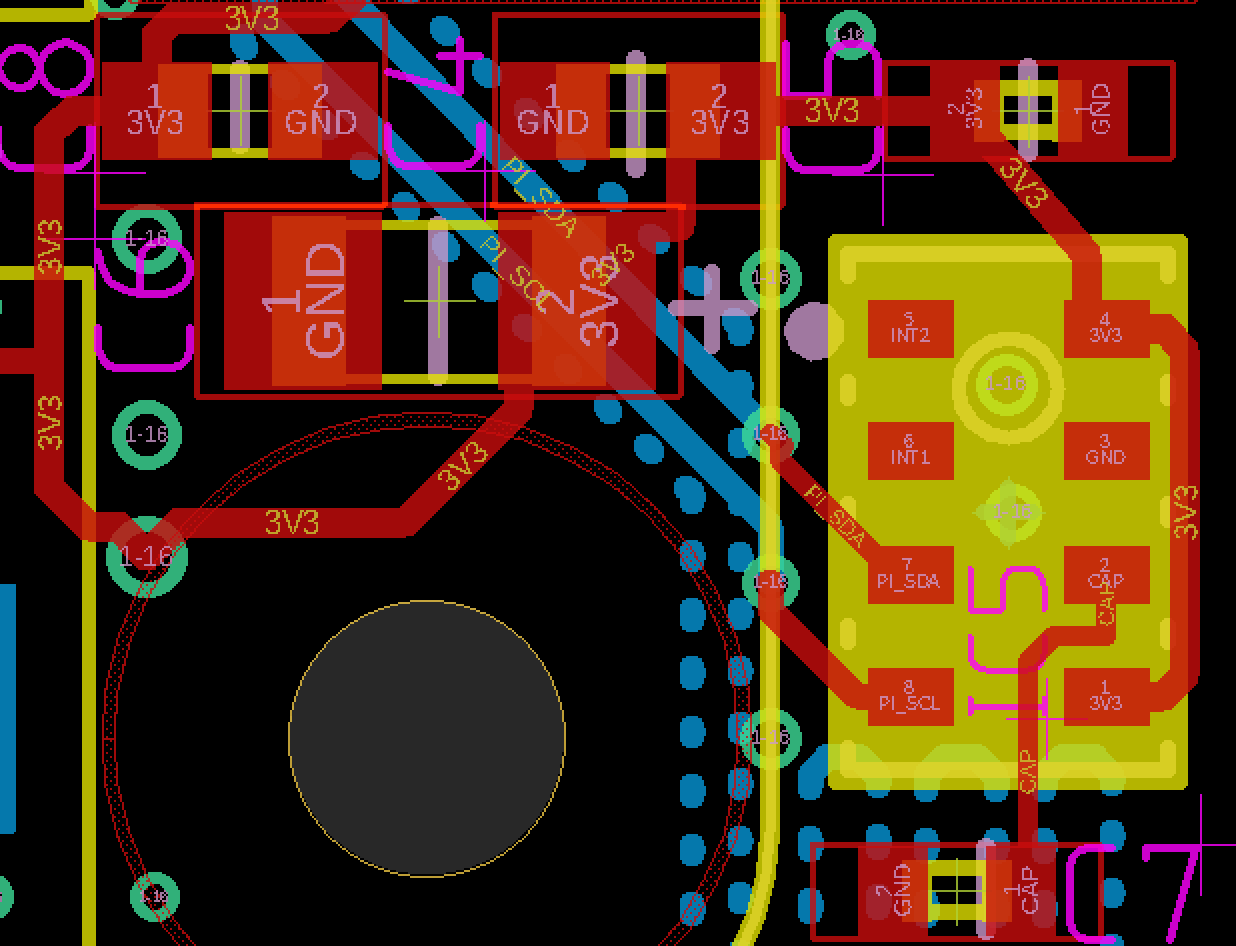 3V3
8
4
5
1-16
1
3V3
2
GND
1
GND
2
3V3
3V3
2
3V3
1
GND
C
C
C
PI_SDA
3V3
3V3
1-16
6
C
PI_SCL
3V3
1
GND
2
3V3
1-16
5
INT2
4
3V3
1-16
3V3
1-16
1-16
6
INT1
3
GND
3V3
3V3
PI_SDA
1-16
3V3
1-16
1-16
7
PI_SDA
2
CAP
CAP
8
PI_SCL
1
3V3
IC5
1-16
CAP
1-16
2
GND
1
CAP
C7